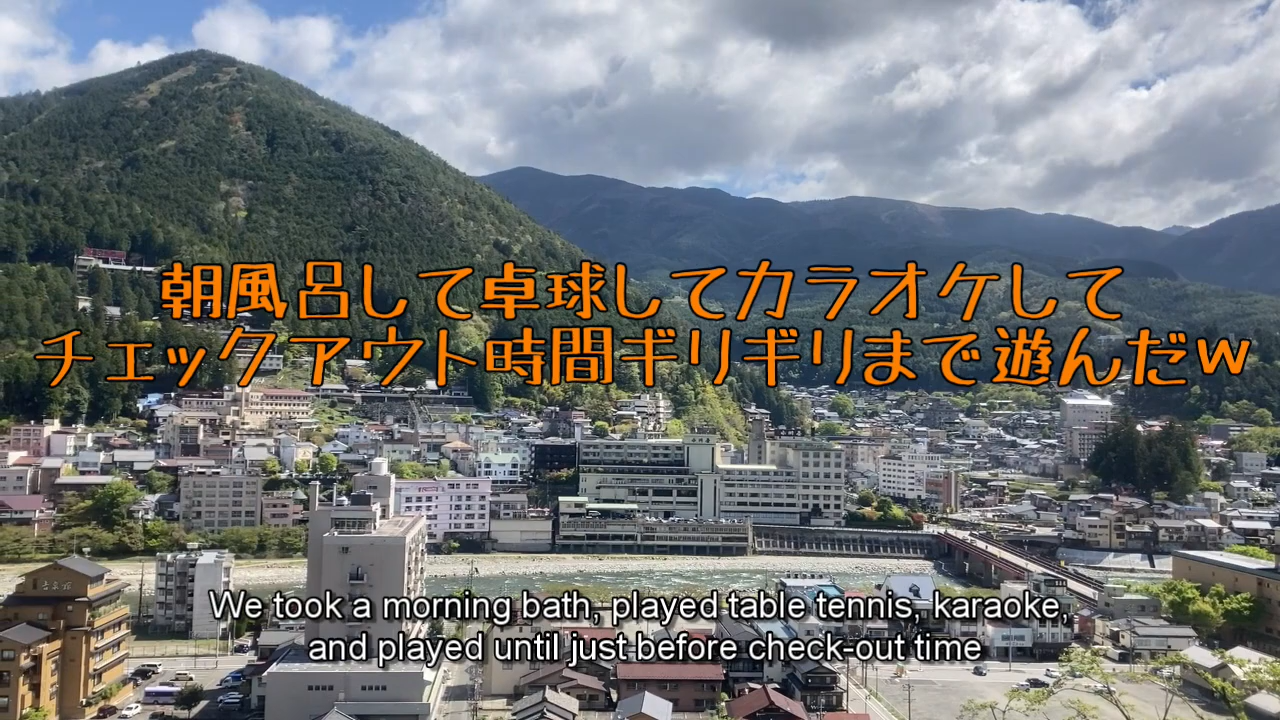 朝風呂して卓球してカラオケして
チェックアウト時間ギリギリまで遊んだw
We took a morning bath, played table tennis, karaoke,
and played until just before check-out time